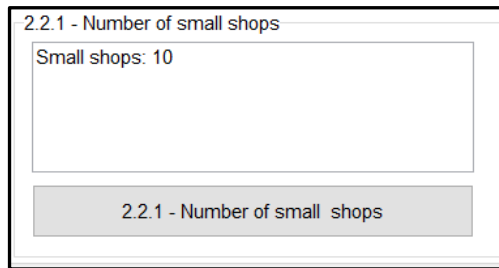 2.2.1 - Number of small shops
Small shops: 10
2.2.1 - Number of small  shops